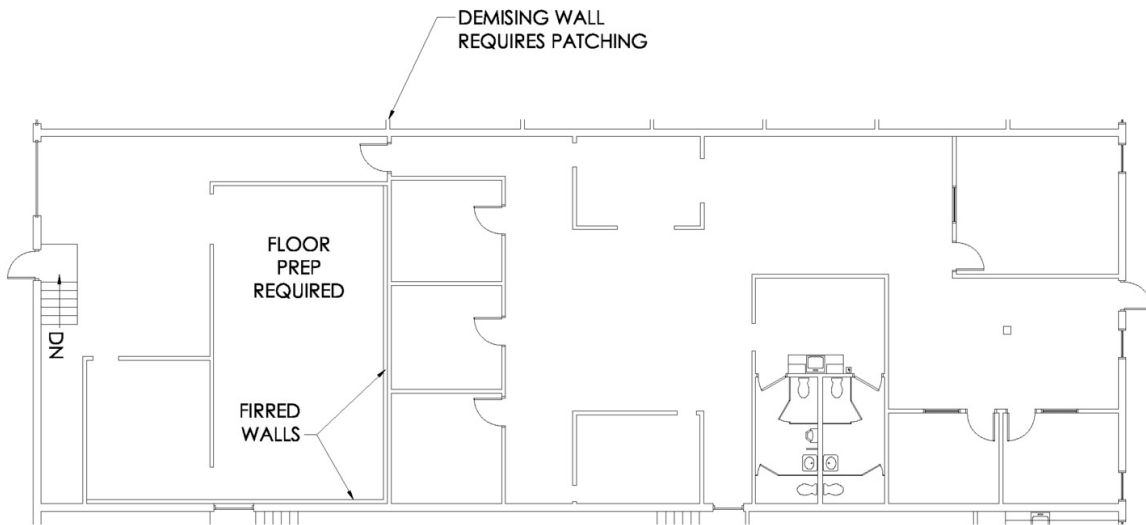 DEMISING WALL
REQUIRES PATCHING
FLOOR
PREP
REQUIRED
DN
FIRRED
WALLS